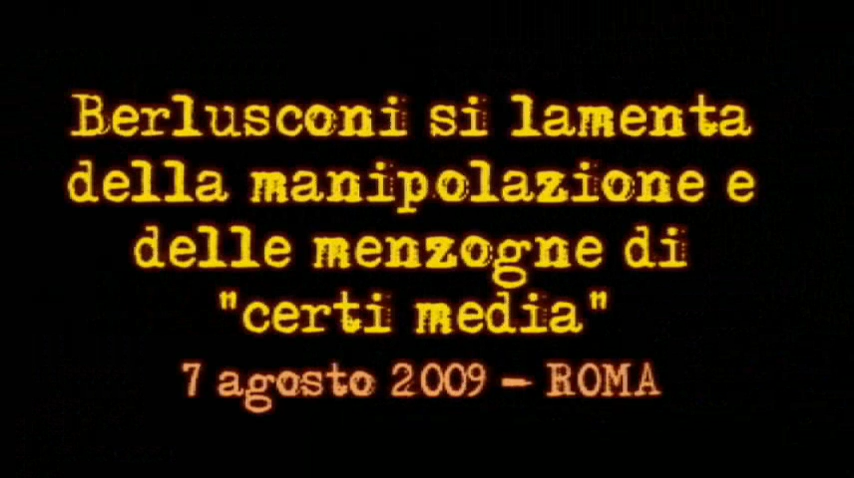 Berlusconi si lamenta
della manipolazione e
delle menzogne di
"certi media"
7 agosto 2009 – ROMA